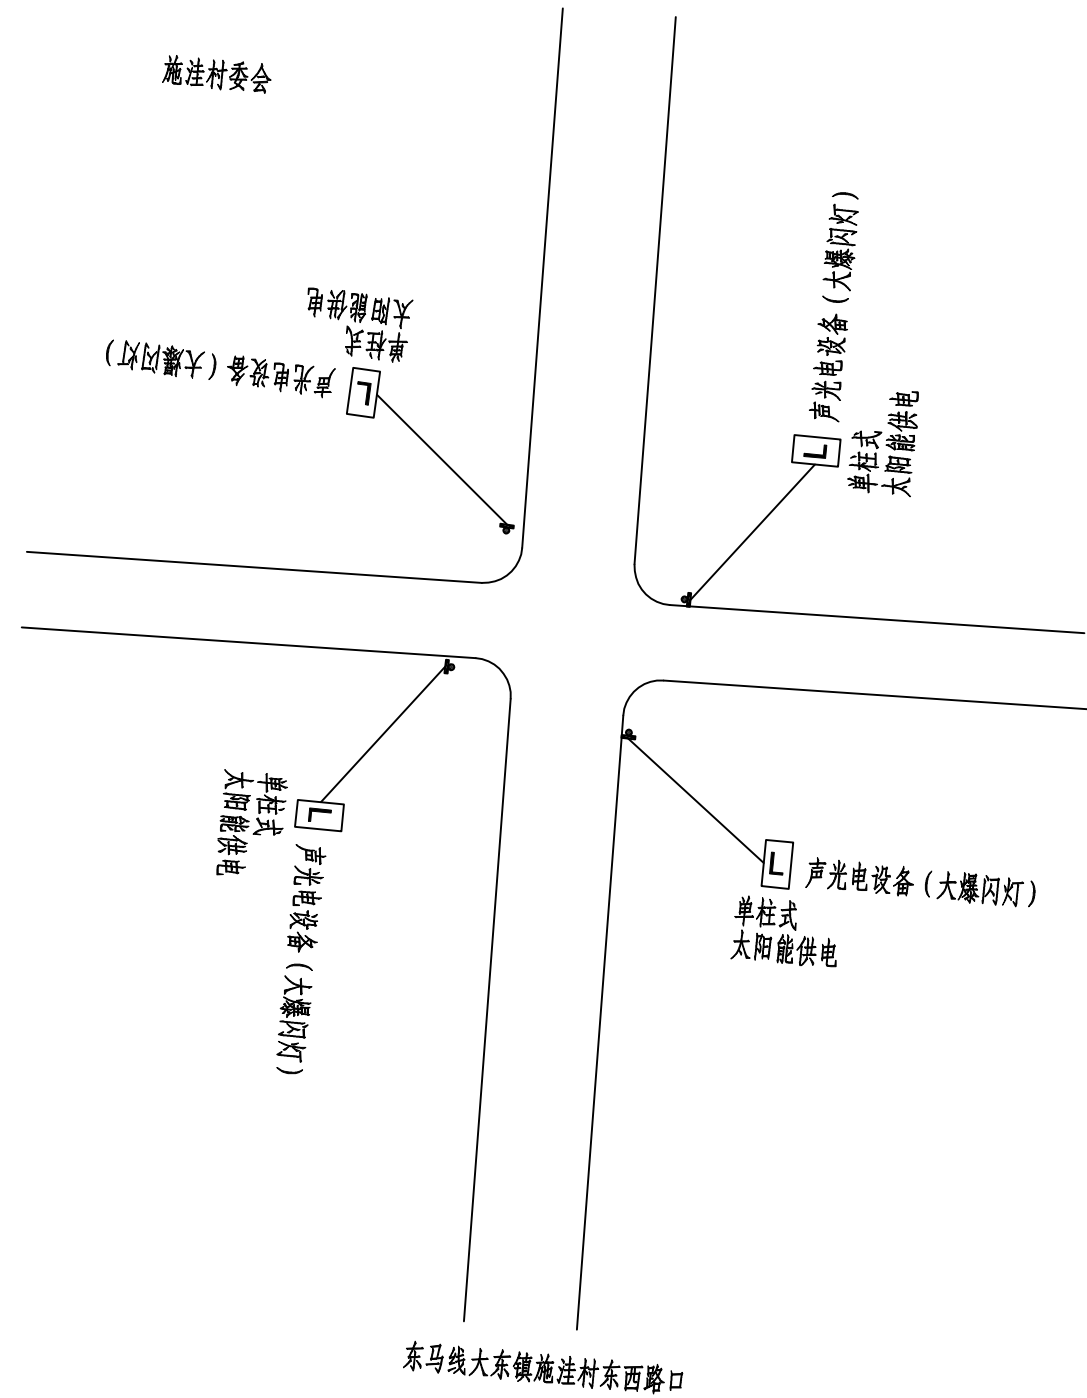 施洼村委会
声光电设备（大爆闪灯）
L
单柱式
太阳能供电
声光电设备（大爆闪灯）
L
单柱式
太阳能供电
声光电设备（大爆闪灯）
L
单柱式
太阳能供电
声光电设备（大爆闪灯）
L
单柱式
太阳能供电
东马线大东镇施洼村东西路口